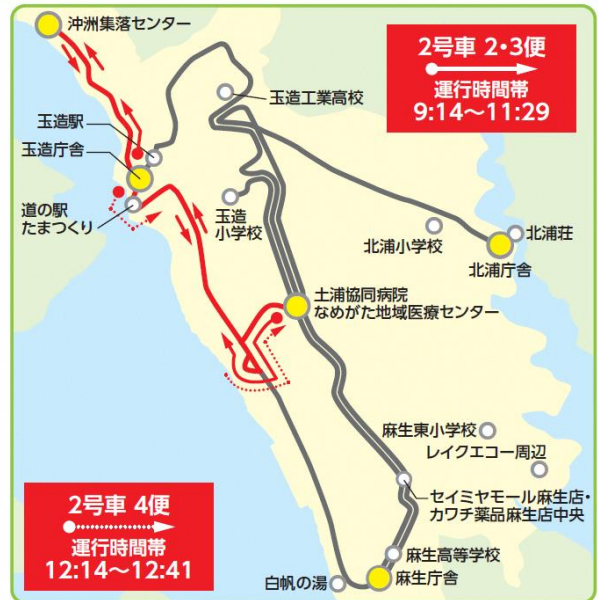 沖洲集落センター
2号車 2・3便
運行時間帯
9:14〜11:29
玉造工業高校
玉造駅
玉造庁舎
道の駅
たまつくり
玉造
小学校
北浦小学校
北浦荘
北浦庁舎
土浦協同病院
なめがた地域医療センター
麻生東小学校
レイクエコー周辺
セイミヤモール麻生店・
カワチ薬品麻生店中央
2号車 4便
運行時間帯
12:14〜12:41
麻生高等学校
白帆の湯
麻生庁舎